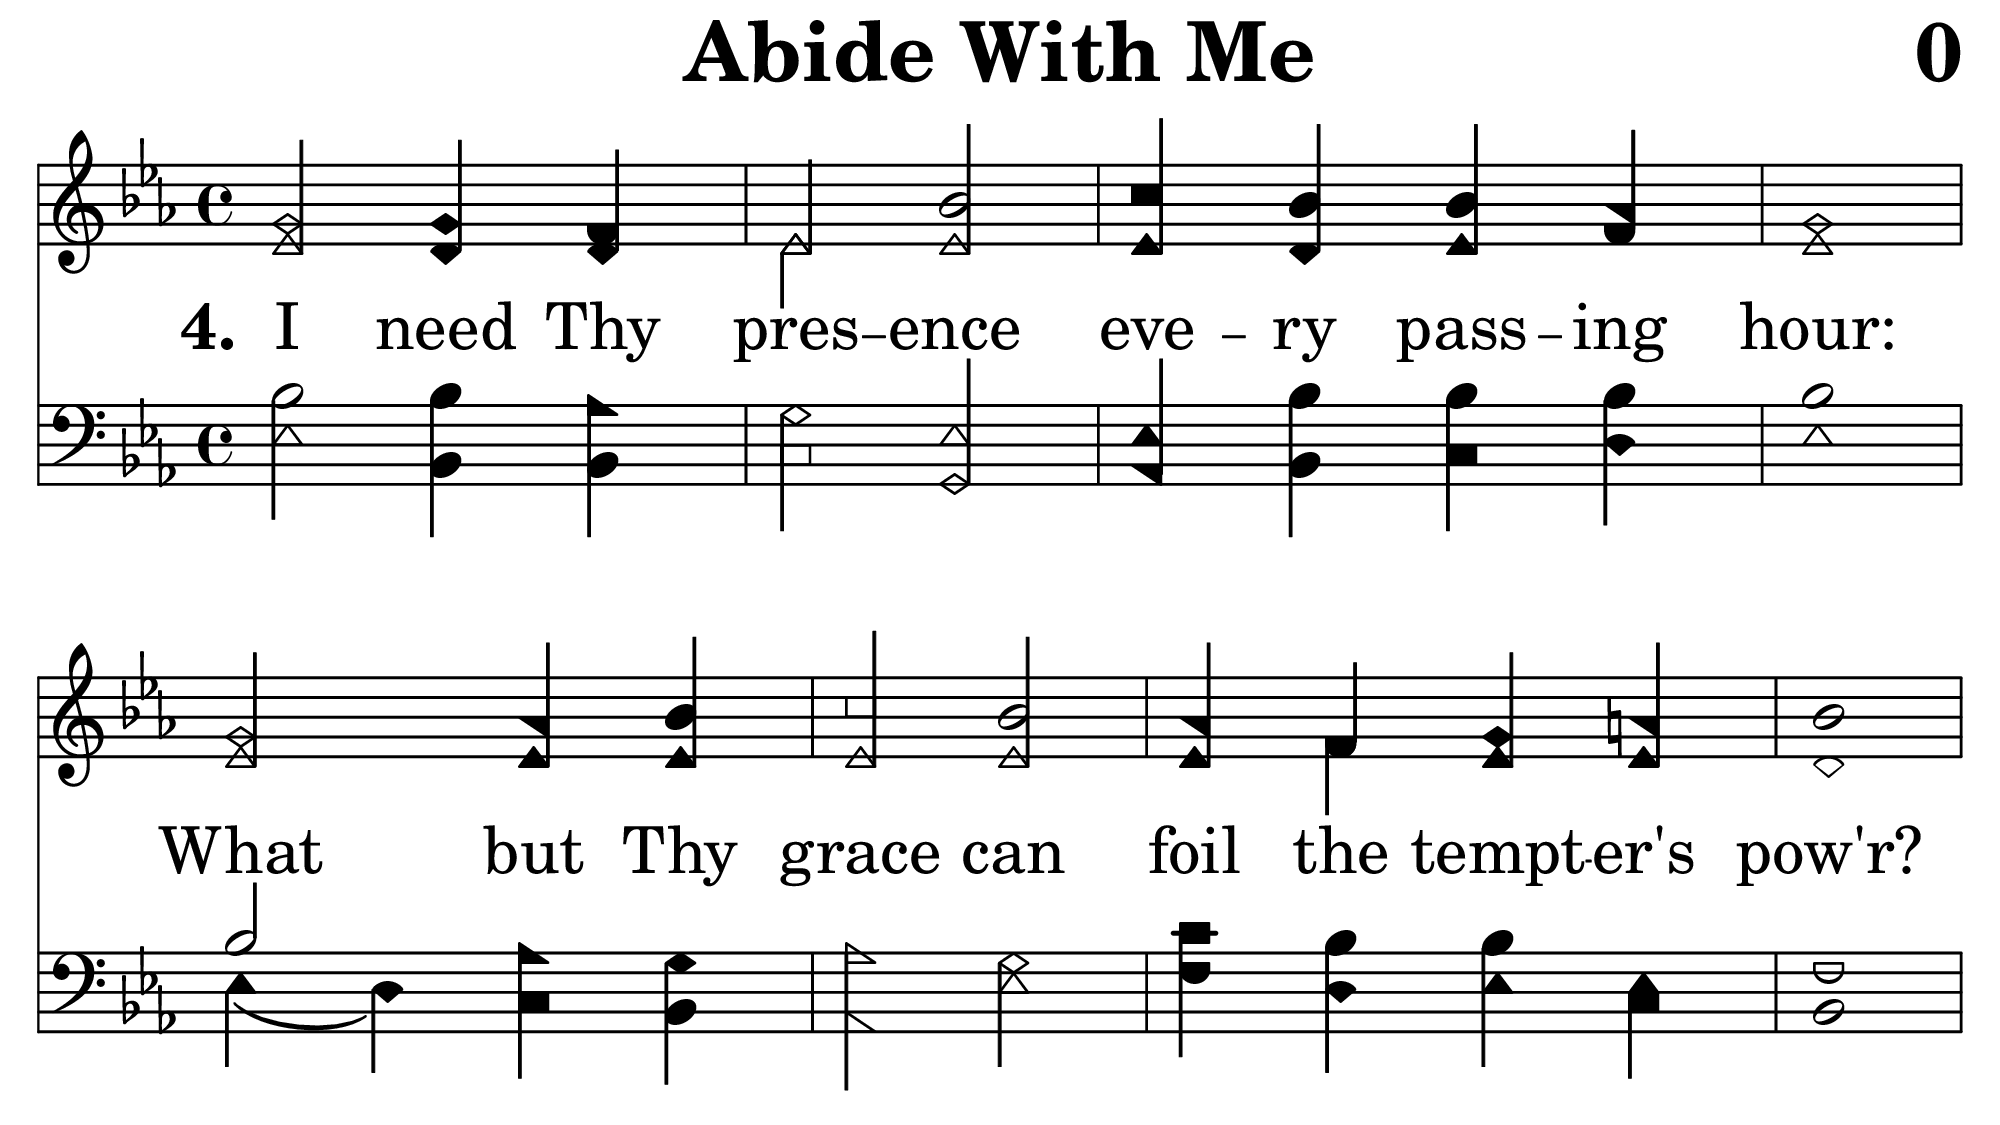 Abide With Me 0
4. I need Thy pres-ence eve-ry pass-ing hour:
What but Thy grace can foil the tempt-er's pow'r?